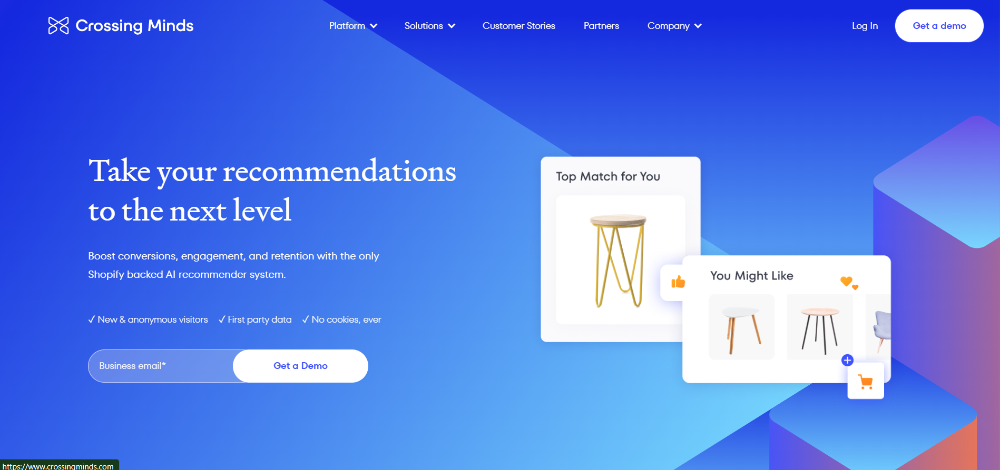 Crossing Minds
Platform
Solutions
Customer Stories
Partners
Company
Log In
Get a demo
Take your recommendations
to the next level
Boost conversions, engagement, and retention with the only
Shopify backed AI recommender system.
✓ New & anonymous visitors ✓ First party data ✓ No cookies, ever
Business email*
Get a Demo
Top Match for You
You Might Like
https://www.crossingminds.com